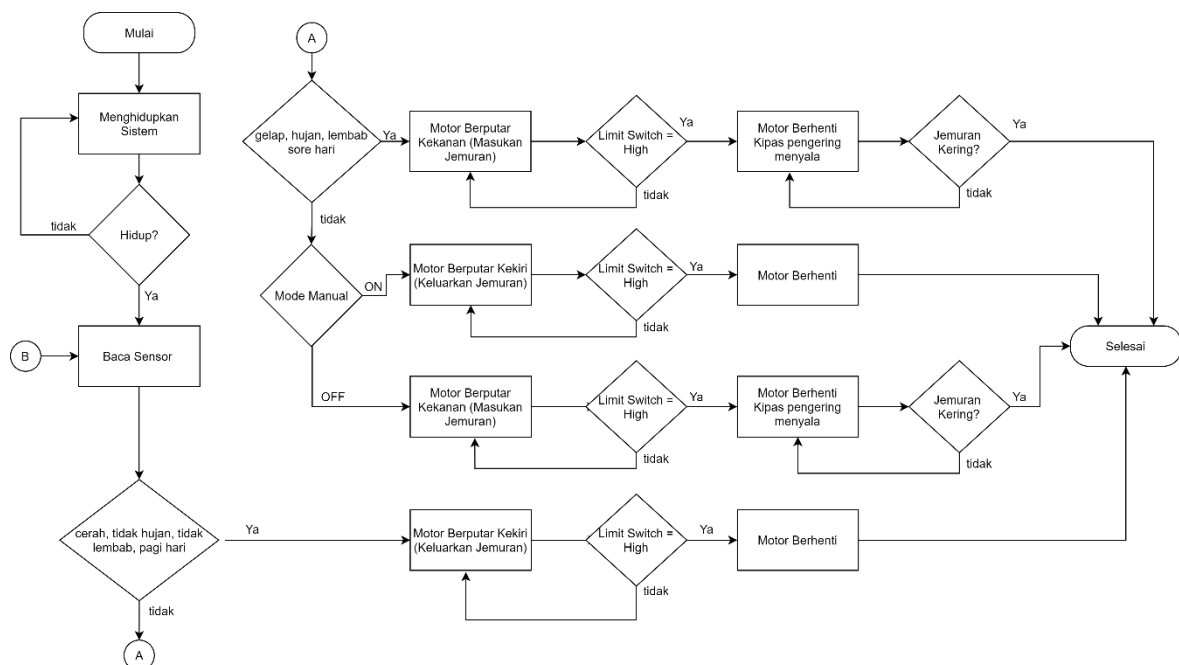 Mulai
Menghidupkan
Sistem
Hidup?
tidak
Ya
B
Baca Sensor
cerah, tidak hujan, tidak
lembab, pagi hari
Ya
tidak
A
A
gelap, hujan, lembab
sore hari
Ya
tidak
Motor Berputar
Kekanan (Masukan
Jemuran)
Limit Switch =
High
Ya
tidak
Motor Berhenti
Kipas pengering
menyala
Jemuran
Kering?
Ya
tidak
Mode Manual
ON
OFF
Motor Berputar Kekiri
(Keluarkan Jemuran)
Limit Switch =
High
Ya
tidak
Motor Berhenti
Motor Berputar
Kekanan (Masukan
Jemuran)
Limit Switch =
High
Ya
tidak
Motor Berhenti
Kipas pengering
menyala
Jemuran
Kering?
Ya
tidak
Motor Berputar Kekiri
(Keluarkan Jemuran)
Limit Switch =
High
Ya
tidak
Motor Berhenti
Selesai